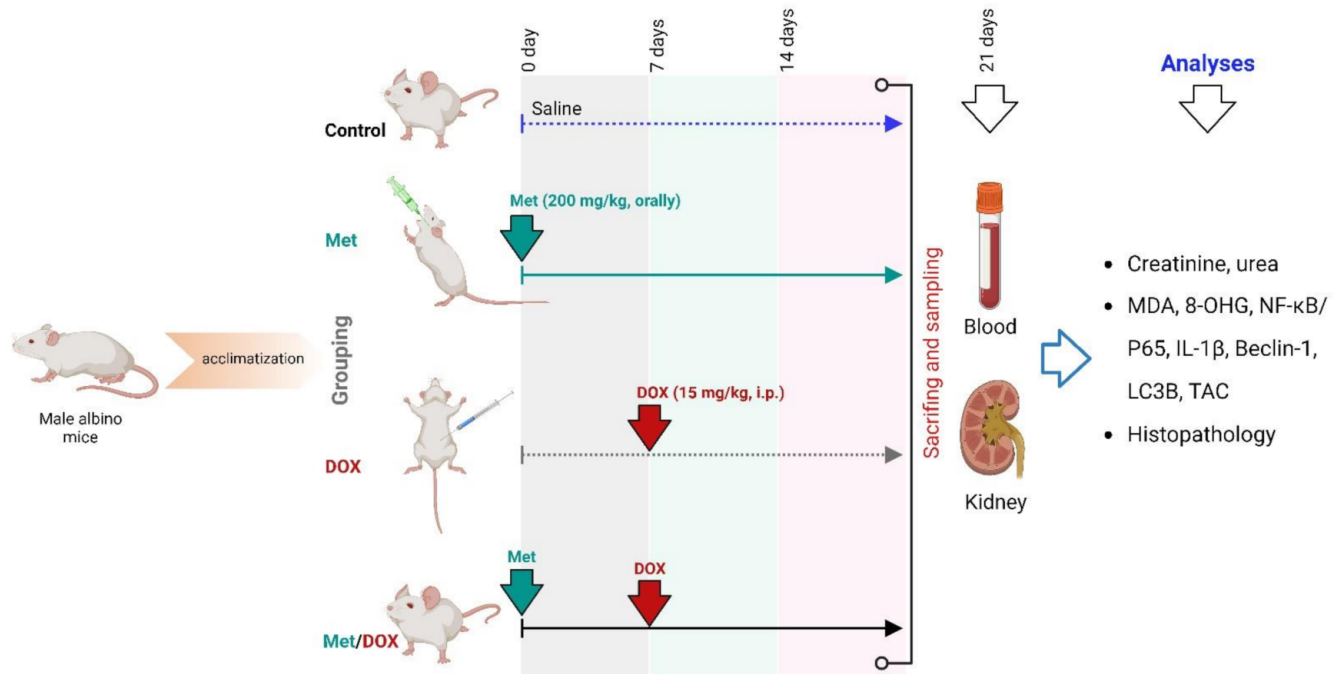 0 day
7 days
14 days
21 days
Analyses
Control
Saline
Met
Met (200 mg/kg, orally)
Male albino
mice
acclimatization
Grouping
DOX
DOX (15 mg/kg, i.p.)
Met/DOX
Met
DOX
Sacrifing and sampling
Blood
Kidney
• Creatinine, urea
• MDA, 8-OHG, NF-κB/
P65, IL-1β, Beclin-1,
LC3B, TAC
• Histopathology